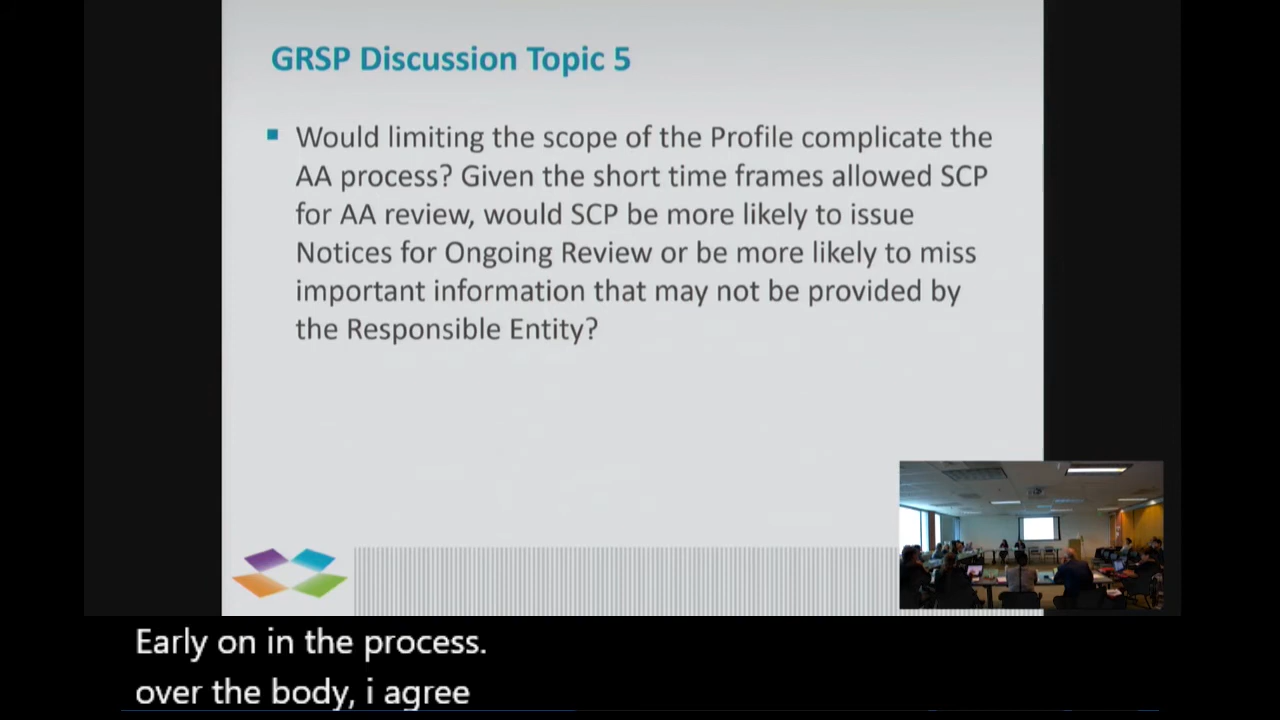 GRSP Discussion Topic 5
Would limiting the scope of the Profile complicate the
AA process? Given the short time frames allowed SCP
for AA review, would SCP be more likely to issue
Notices for Ongoing Review or be more likely to miss
important information that may not be provided by
the Responsible Entity?
Early on in the process.
over the body, i agree